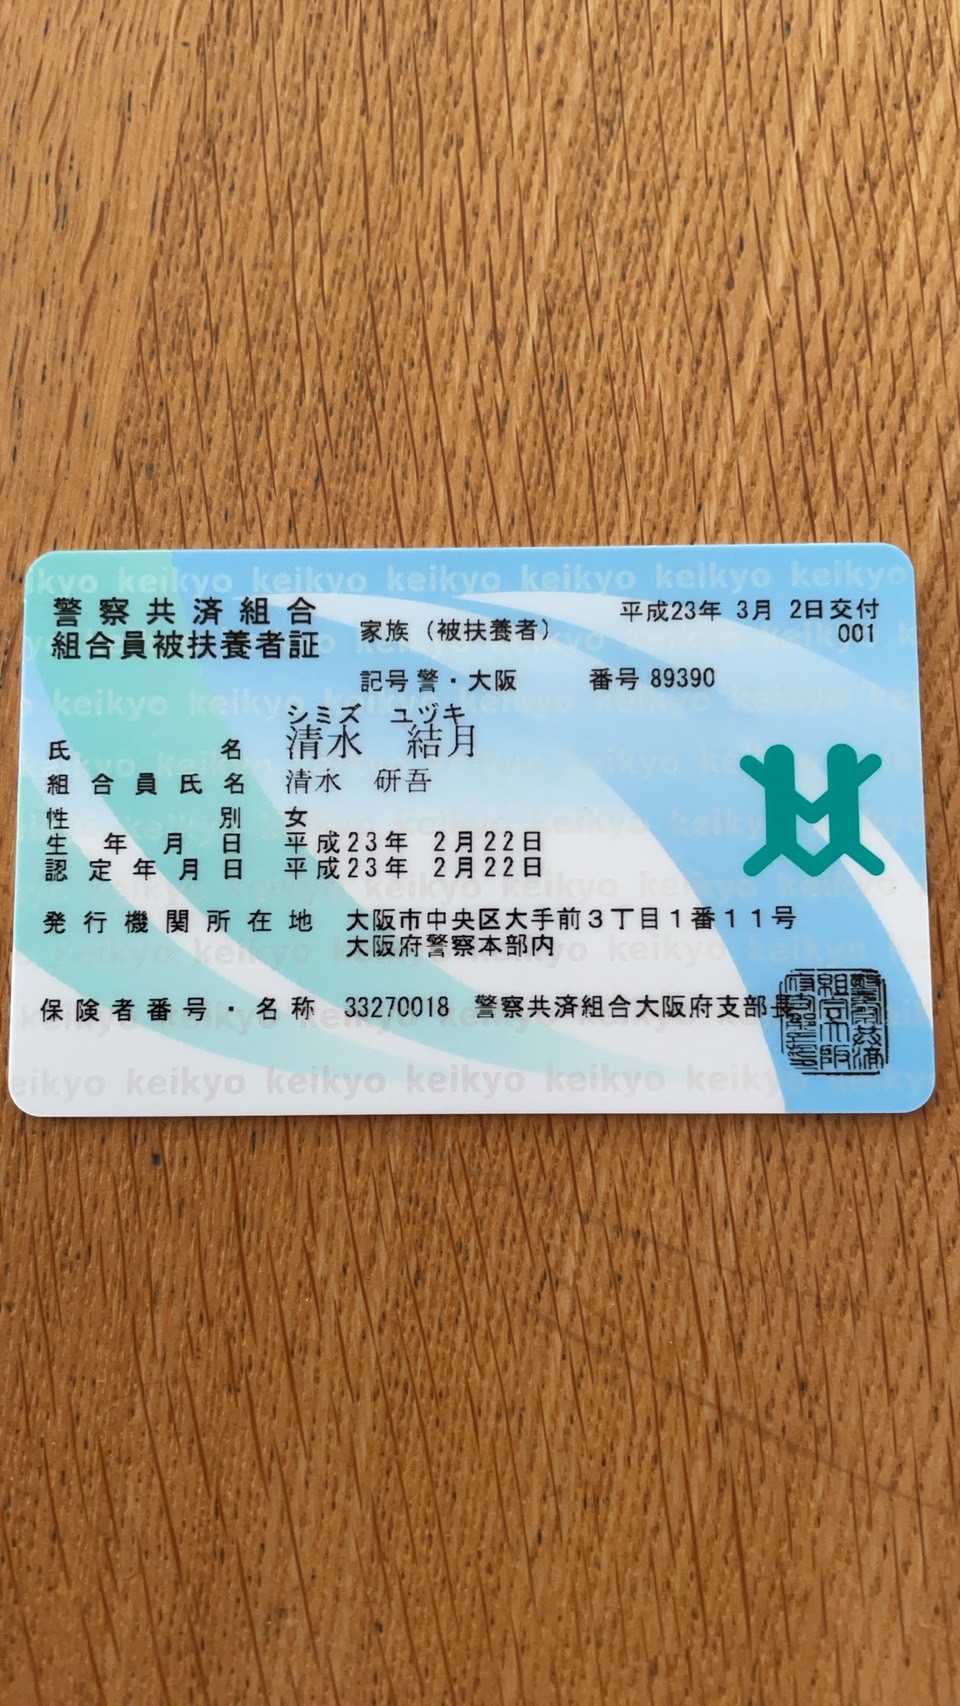 警察共済組合
組合員被扶養者証
家族（被扶養者）
平成23年 3月 2日交付
001
記号 警・大阪 番号 89390
シミズ ユヅキ
氏名 清水 結月
組合員氏名 清水 研吾
性別 女
生年月日 平成23年 2月22日
認定年月日 平成23年 2月22日
発行機関所在地 大阪市中央区大手前３丁目１番１１号
大阪府警察本部内
保険者番号・名称 33270018 警察共済組合大阪府支部長
keikyo keikyo keikyo keikyo keikyo keikyo